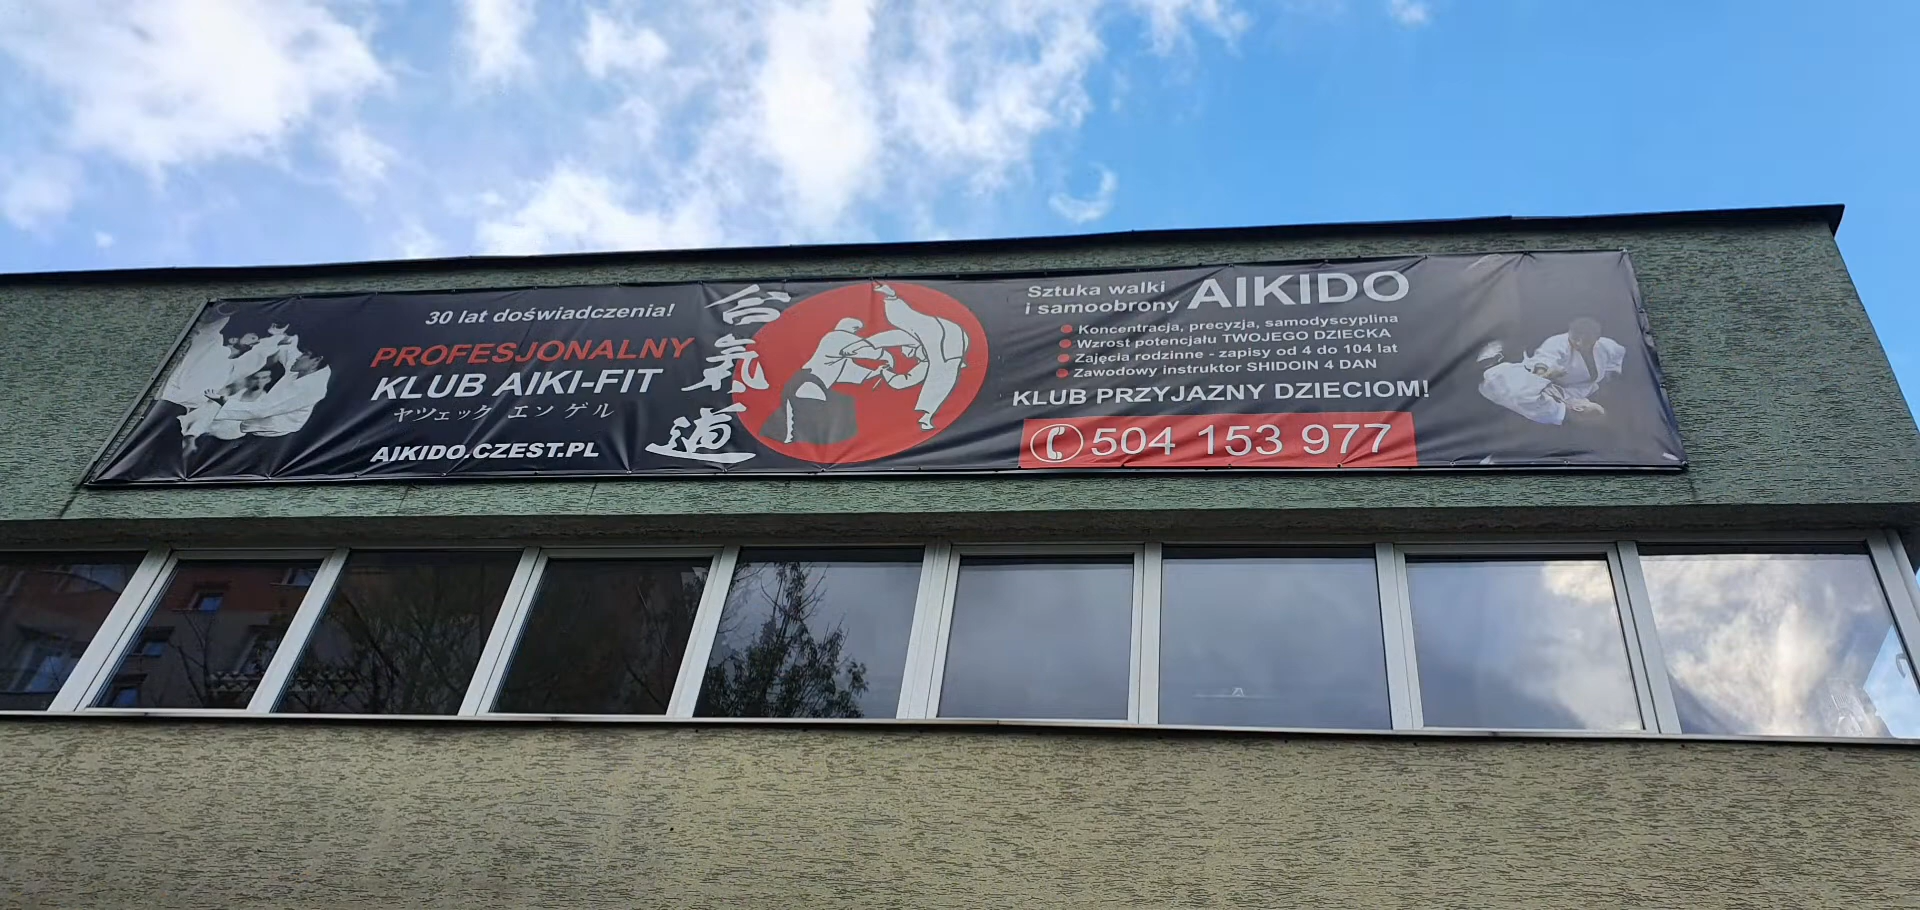 30 lat doświadczenia!
PROFESJONALNY
KLUB AIKI-FIT
ヤツェック エンゲル
AIKIDO.CZEST.PL
合
氣
道
Sztuka walki
i samoobrony AIKIDO
Koncentracja, precyzja, samodyscyplina
Wzrost potencjału TWOJEGO DZIECKA
Zajęcia rodzinne - zapisy od 4 do 104 lat
Zawodowy instruktor SHIDOIN 4 DAN
KLUB PRZYJAZNY DZIECIOM!
504 153 977